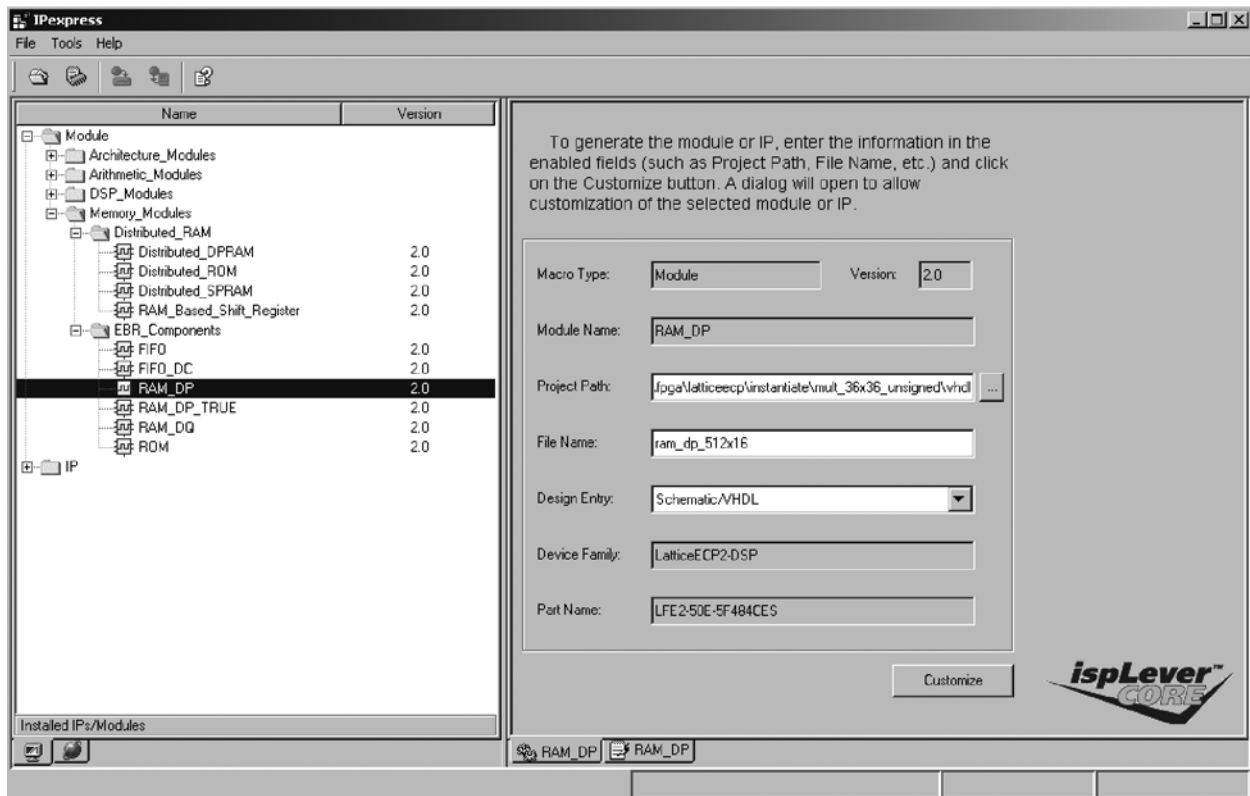 IPexpress
File Tools Help
Name Version
Module
Architecture_Modules
Arithmetic_Modules
DSP_Modules
Memory_Modules
Distributed_RAM
Distributed_DPRAM 2.0
Distributed_ROM 2.0
Distributed_SPRAM 2.0
RAM_Based_Shift_Register 2.0
EBR_Components
FIFO 2.0
FIFO_DC 2.0
RAM_DP 2.0
RAM_DP_TRUE 2.0
RAM_DQ 2.0
ROM 2.0
IP
Installed IPs/Modules
To generate the module or IP, enter the information in the
enabled fields (such as Project Path, File Name, etc.) and click
on the Customize button. A dialog will open to allow
customization of the selected module or IP.
Macro Type: Module Version: 2.0
Module Name: RAM_DP
Project Path: .fpga\latticeecp\instantiate\mult_36x36_unsigned\vhdl ...
File Name: ram_dp_512x16
Design Entry: Schematic/VHDL
Device Family: LatticeECP2-DSP
Part Name: LFE2-50E-5F484CES
Customize
ispLever™
CORE
RAM_DP RAM_DP